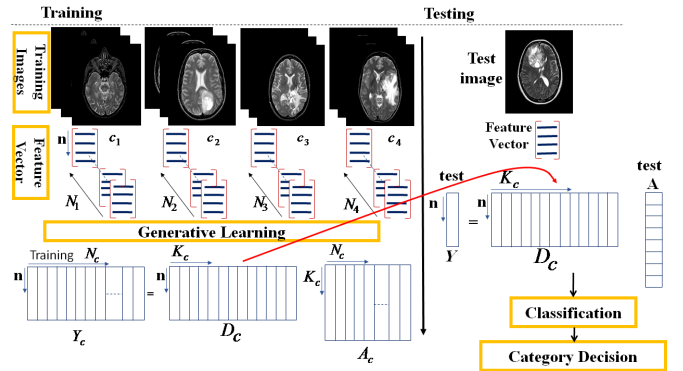 Training
Testing
Training Images
Test image
c1
c2
c3
c4
Feature Vector
n
N1
N2
N3
N4
Feature Vector
Generative Learning
test
n
Y
=
n
Kc
Dc
test
A
Training
Nc
n
Yc
=
Kc
n
Dc
Nc
Kc
Ac
Classification
Category Decision